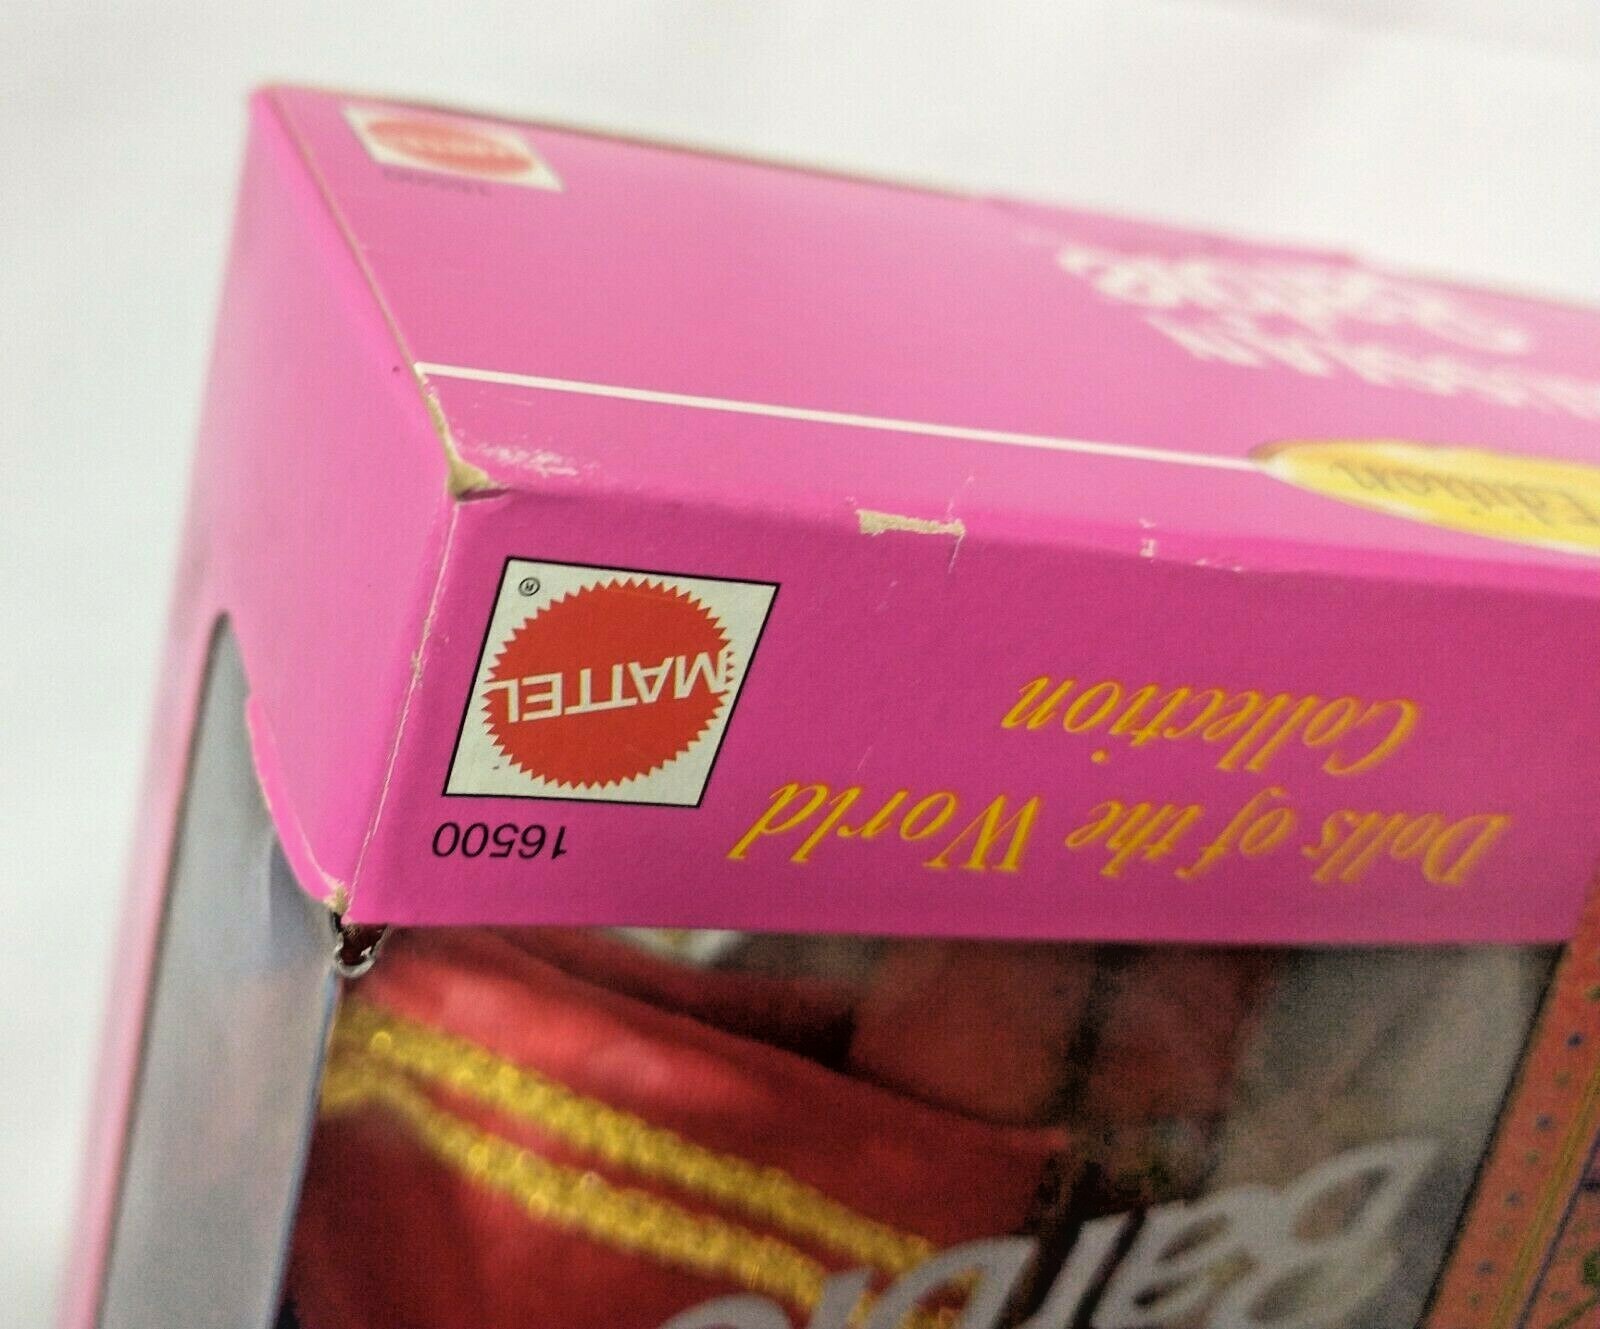 MATTEL
®
16500
Dolls of the World
Collection
Edition
Barbie